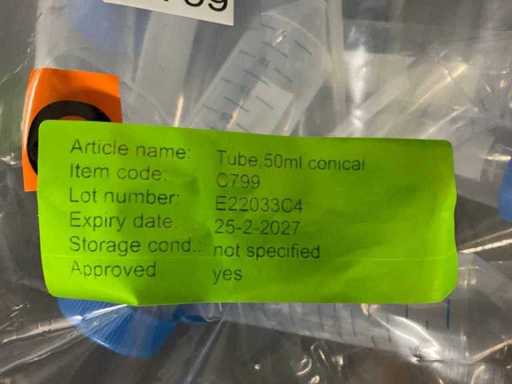 Article name: Tube,50ml conical
Item code: C799
Lot number: E22033C4
Expiry date: 25-2-2027
Storage cond.: not specified
Approved yes